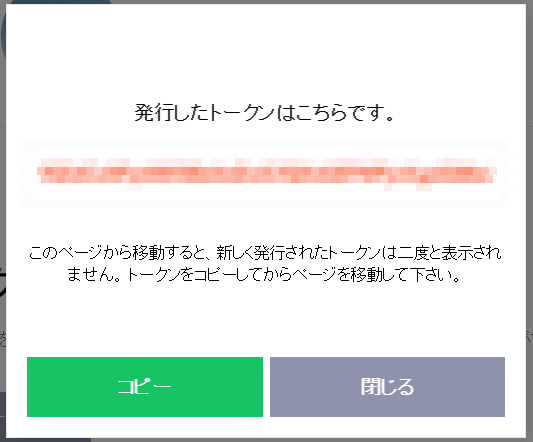 発行したトークンはこちらです。
このページから移動すると、新しく発行されたトークンは二度と表示され
ません。トークンをコピーしてからページを移動して下さい。
コピー
閉じる